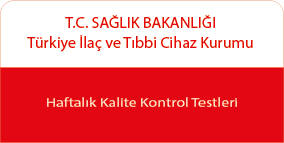 T.C. SAĞLIK BAKANLIĞI
Türkiye İlaç ve Tıbbi Cihaz Kurumu
Haftalık Kalite Kontrol Testleri